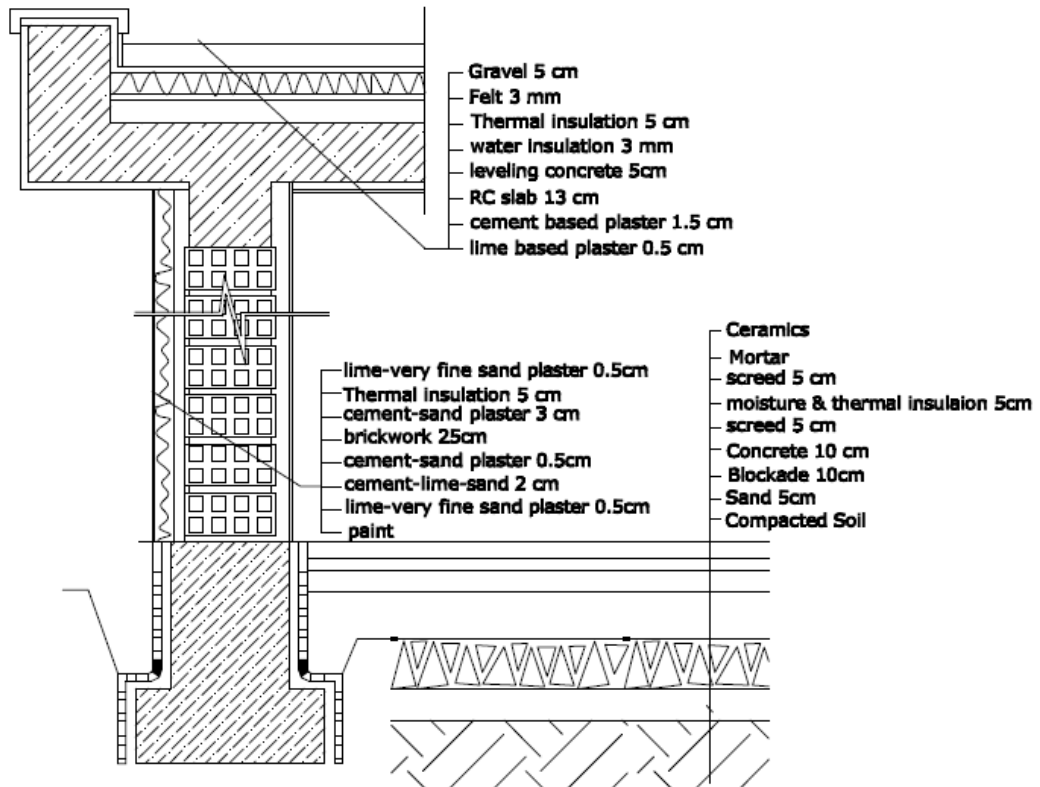 Gravel 5 cm
Felt 3 mm
Thermal insulation 5 cm
water insulation 3 mm
leveling concrete 5cm
RC slab 13 cm
cement based plaster 1.5 cm
lime based plaster 0.5 cm
lime-very fine sand plaster 0.5cm
Thermal insulation 5 cm
cement-sand plaster 3 cm
brickwork 25cm
cement-sand plaster 0.5cm
cement-lime-sand 2 cm
lime-very fine sand plaster 0.5cm
paint
Ceramics
Mortar
screed 5 cm
moisture & thermal insulaion 5cm
screed 5 cm
Concrete 10 cm
Blockade 10cm
Sand 5cm
Compacted Soil